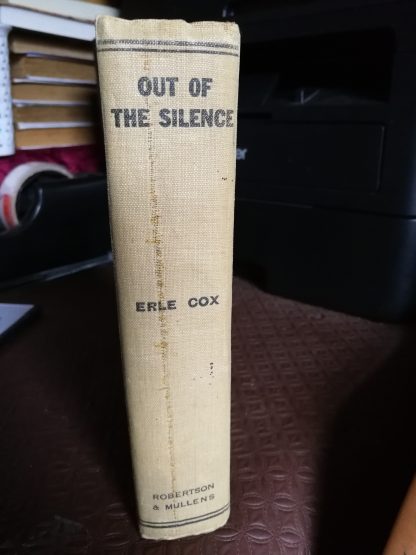 OUT OF
THE SILENCE
ERLE COX
ROBERTSON
& MULLENS